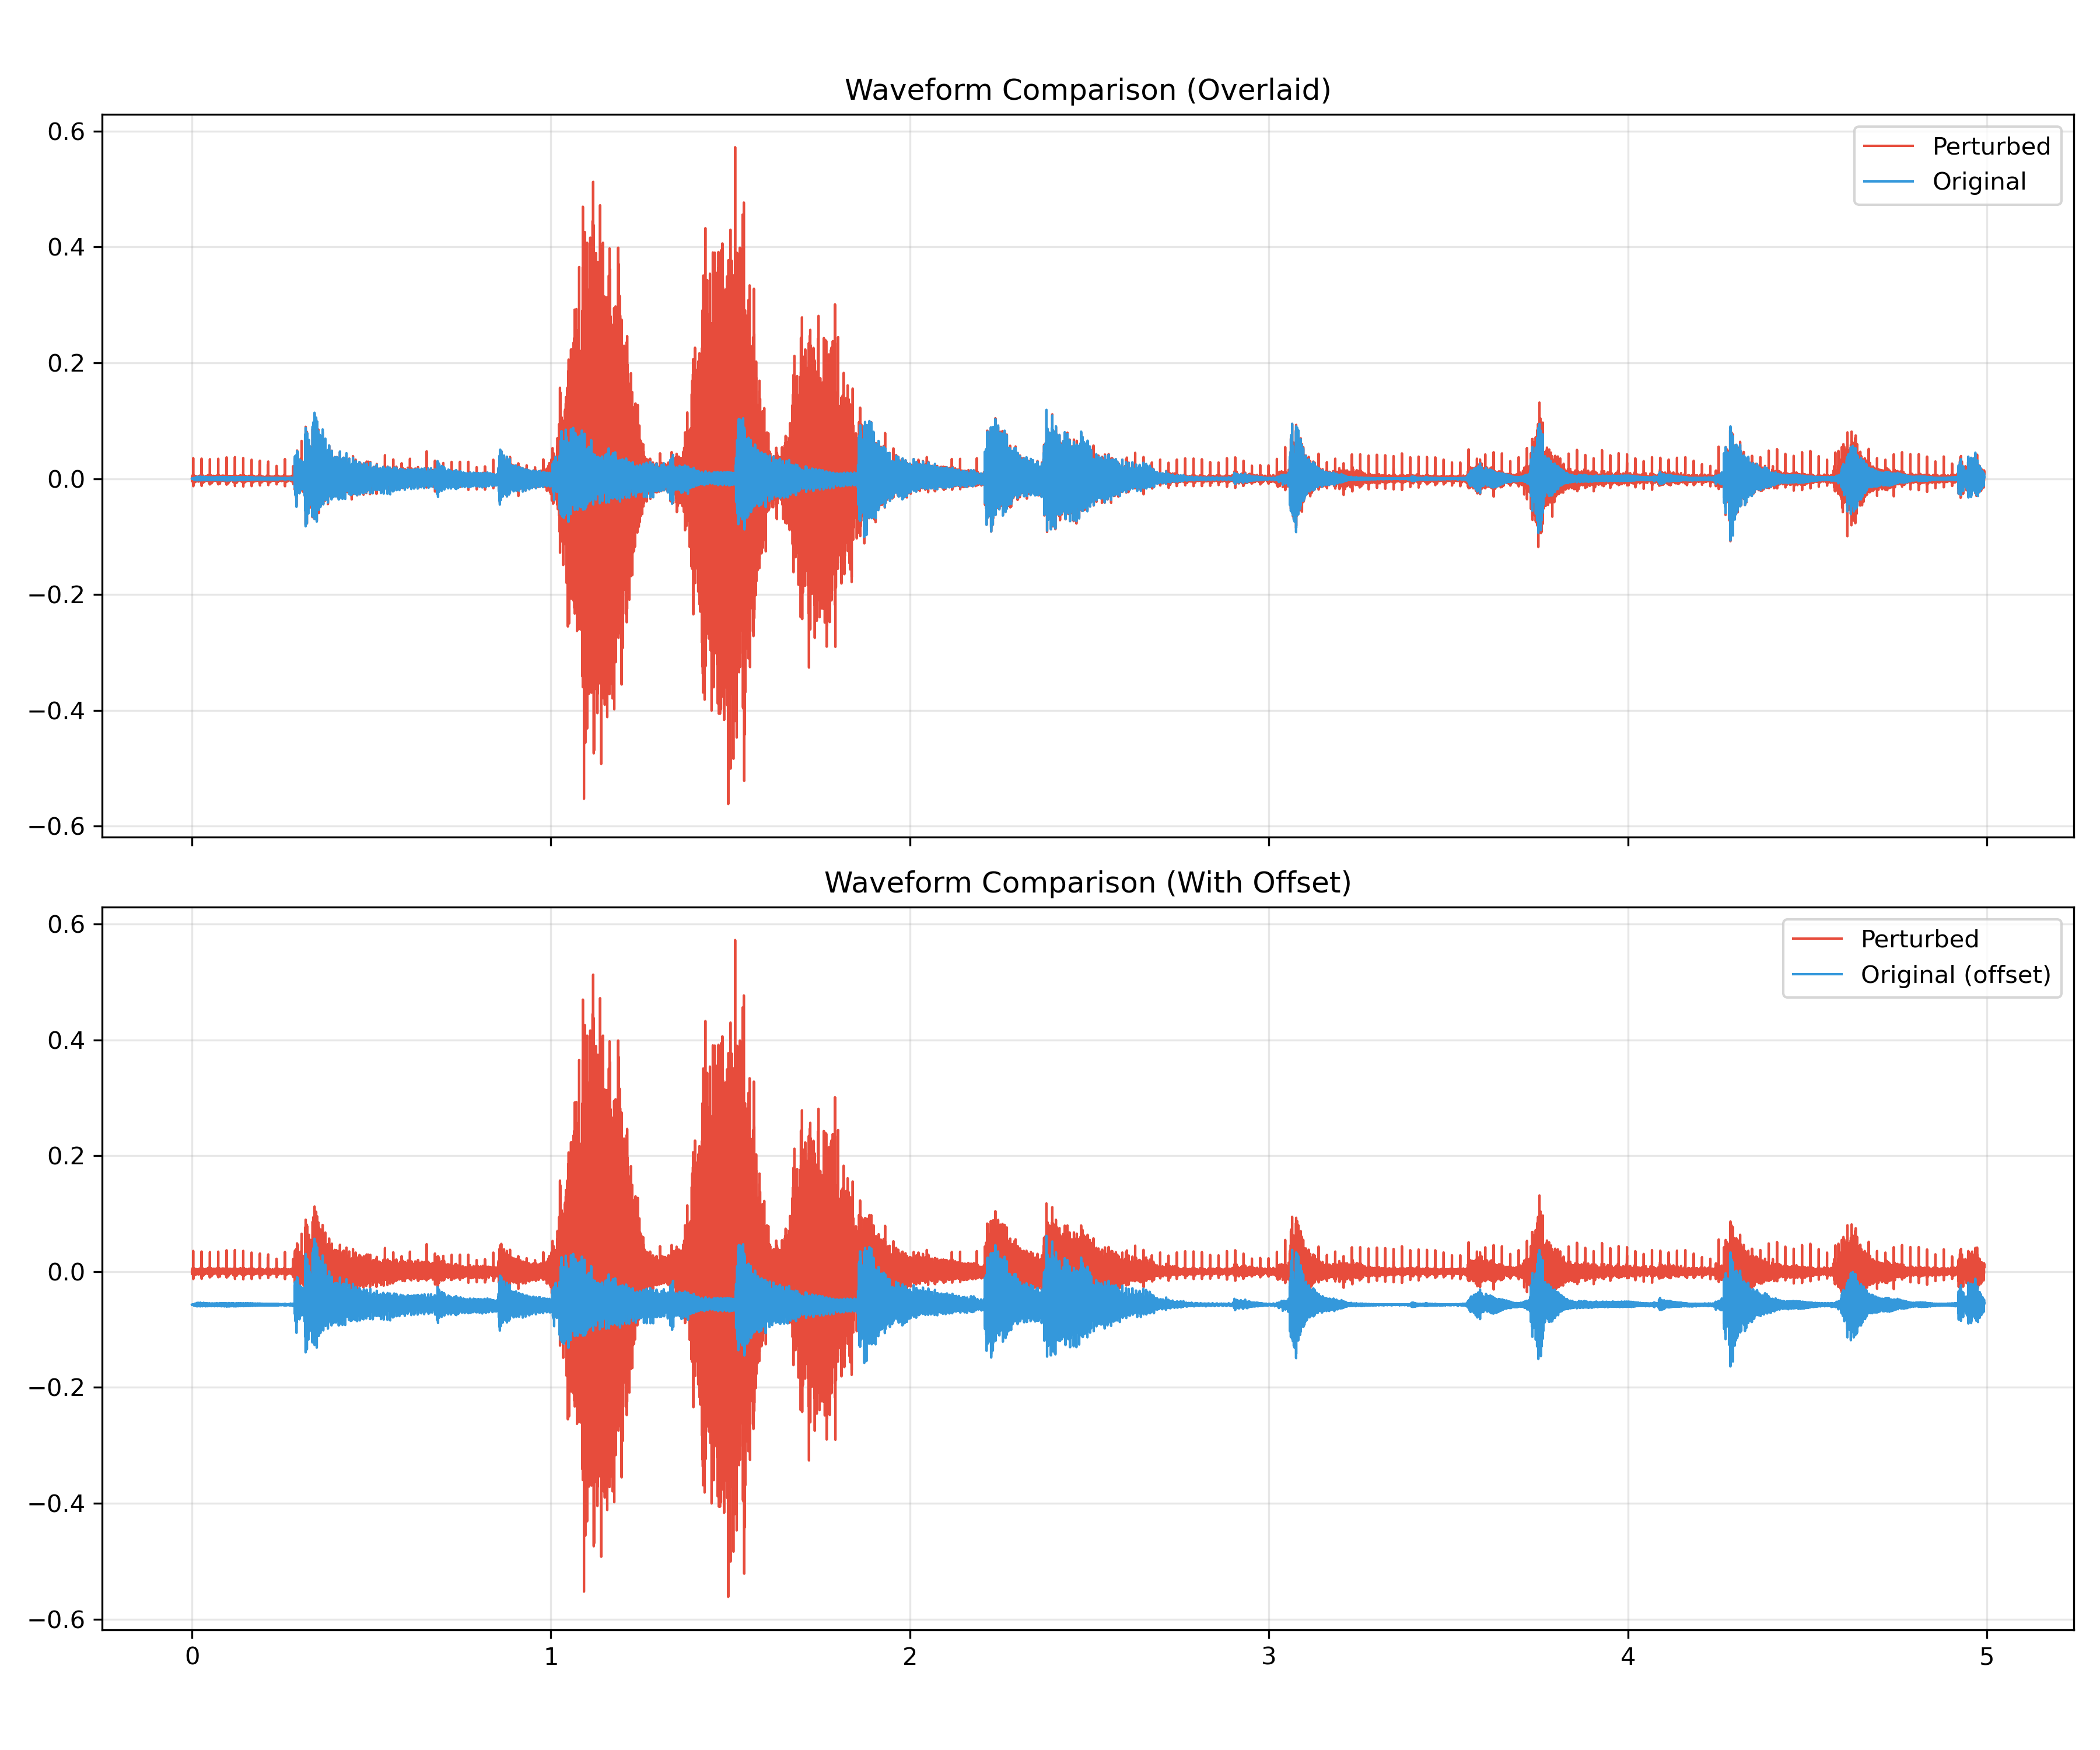 Waveform Comparison (Overlaid)
0.6
0.4
0.2
0.0
−0.2
−0.4
−0.6
Perturbed
Original
Waveform Comparison (With Offset)
0.6
0.4
0.2
0.0
−0.2
−0.4
−0.6
Perturbed
Original (offset)
0 1 2 3 4 5